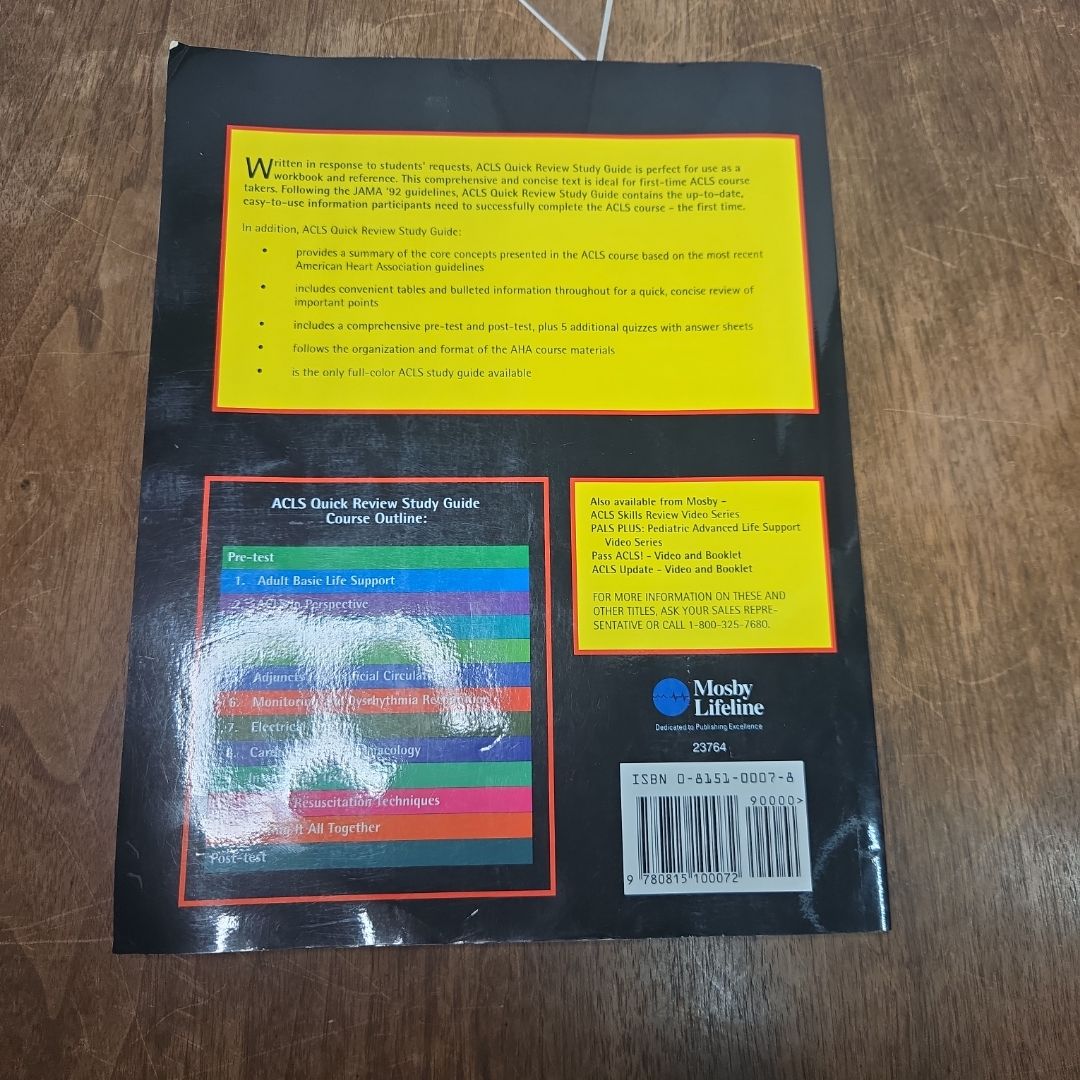 Written in response to students' requests, ACLS Quick Review Study Guide is perfect for use as a
workbook and reference. This comprehensive and concise text is ideal for first-time ACLS course
takers. Following the JAMA '92 guidelines, ACLS Quick Review Study Guide contains the up-to-date,
easy-to-use information participants need to successfully complete the ACLS course - the first time.
In addition, ACLS Quick Review Study Guide:
• provides a summary of the core concepts presented in the ACLS course based on the most recent
American Heart Association guidelines
• includes convenient tables and bulleted information throughout for a quick, concise review of
important points
• includes a comprehensive pre-test and post-test, plus 5 additional quizzes with answer sheets
• follows the organization and format of the AHA course materials
• is the only full-color ACLS study guide available
ACLS Quick Review Study Guide
Course Outline:
Pre-test
1. Adult Basic Life Support
2. in Perspective
Adjuncts
6. Monitoring and Dysrhythmia
7. Electrical
8.
Resuscitation Techniques
It All Together
Post-test
Also available from Mosby -
ACLS Skills Review Video Series
PALS PLUS: Pediatric Advanced Life Support
Video Series
Pass ACLS! - Video and Booklet
ACLS Update - Video and Booklet
FOR MORE INFORMATION ON THESE AND
OTHER TITLES, ASK YOUR SALES REPRE-
SENTATIVE OR CALL 1-800-325-7680.
Mosby
Lifeline
Dedicated to Publishing Excellence
23764
ISBN 0-8151-0007-8
90000>
9 780815 100072